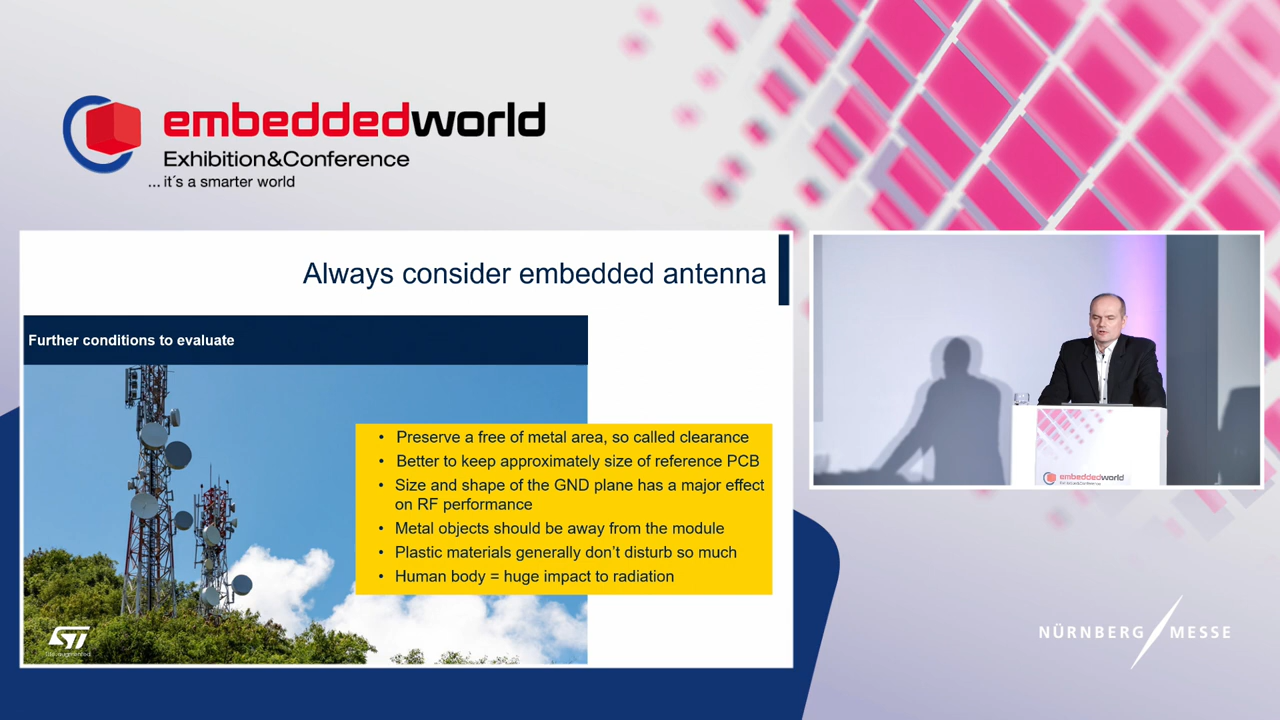 embeddedworld
Exhibition&Conference
... it´s a smarter world
Always consider embedded antenna
Further conditions to evaluate
• Preserve a free of metal area, so called clearance
• Better to keep approximately size of reference PCB
• Size and shape of the GND plane has a major effect
on RF performance
• Metal objects should be away from the module
• Plastic materials generally don't disturb so much
• Human body = huge impact to radiation
ST
embeddedworld
NÜRNBERG MESSE